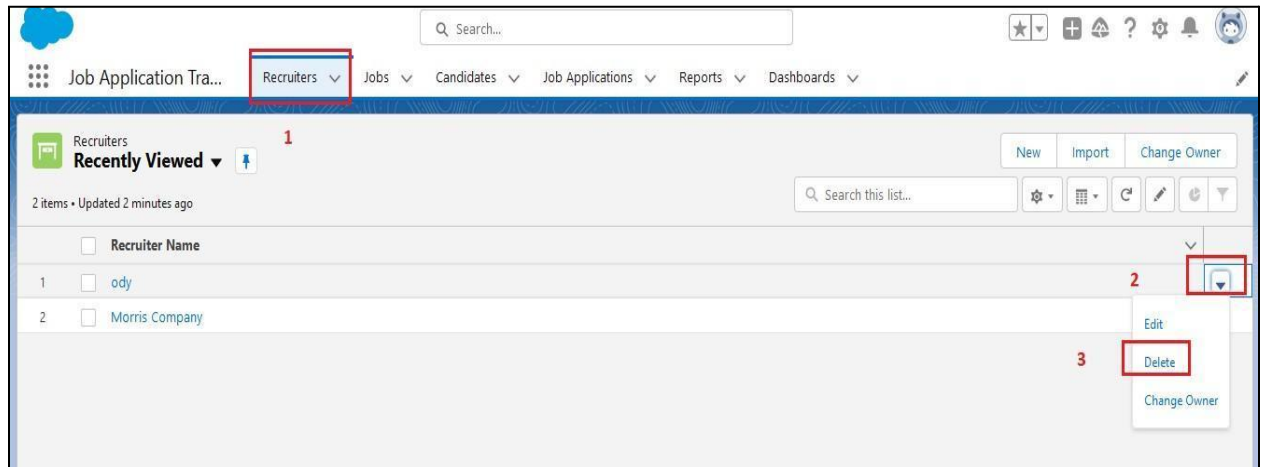 Search...
Job Application Tra... Recruiters Jobs Candidates Job Applications Reports Dashboards
1
Recruiters
Recently Viewed
New Import Change Owner
2 items • Updated 2 minutes ago
Search this list...
Recruiter Name
1 ody
2
2 Morris Company
Edit
3
Delete
Change Owner